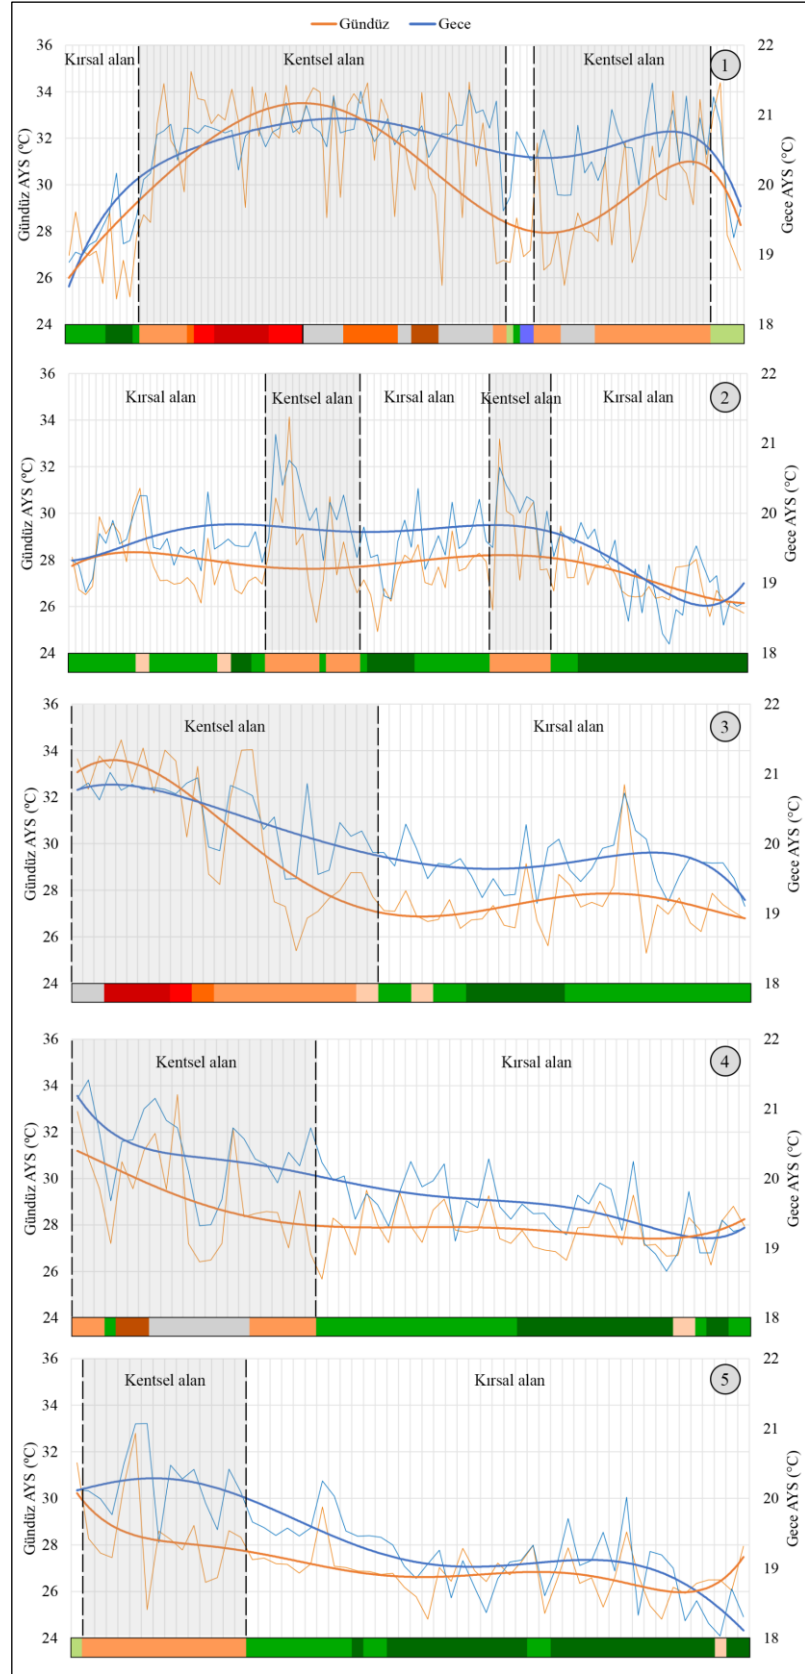 Gündüz Gece
Kırsal alan Kentsel alan Kentsel alan 1
36 34 32 30 28 26 24
Gündüz AYS (°C)
22 21 20 19 18
Gece AYS (°C)
Kırsal alan Kentsel alan Kırsal alan Kentsel alan Kırsal alan 2
36 34 32 30 28 26 24
Gündüz AYS (°C)
22 21 20 19 18
Gece AYS (°C)
Kentsel alan Kırsal alan 3
36 34 32 30 28 26 24
Gündüz AYS (°C)
22 21 20 19 18
Gece AYS (°C)
Kentsel alan Kırsal alan 4
36 34 32 30 28 26 24
Gündüz AYS (°C)
22 21 20 19 18
Gece AYS (°C)
Kentsel alan Kırsal alan 5
36 34 32 30 28 26 24
Gündüz AYS (°C)
22 21 20 19 18
Gece AYS (°C)